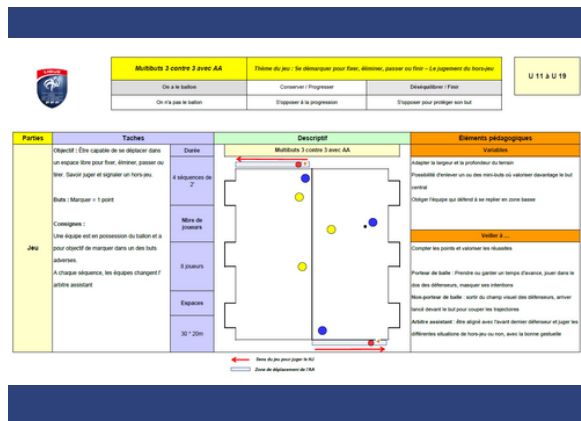 LIGUE
Multibuts 3 contre 3 avec AA
Thème du jeu : Se démarquer pour fixer, éliminer, passer ou finir – Le jugement du hors-jeu
U 11 à U 19
On a le ballon
Conserver / Progresser
Déséquilibrer / Finir
On n'a pas le ballon
S'opposer à la progression
S'opposer pour protéger son but
Parties
Taches
Descriptif
Éléments pédagogiques
Jeu
Objectif : Être capable de se déplacer dans
un espace libre pour fixer, éliminer, passer ou
tirer. Savoir juger et signaler un hors-jeu.
Buts : Marquer = 1 point
Consignes :
Une équipe est en possession du ballon et a
pour objectif de marquer dans un des buts
adverses.
A chaque séquence, les équipes changent l'
arbitre assistant
Durée
4 séquences de
2'
Nbre de
joueurs
6 joueurs
Espaces
30 * 20m
Multibuts 3 contre 3 avec AA
Sens du jeu pour juger le HJ
Zone de déplacement de l'AA
Variables
Adapter la largeur et la profondeur du terrain
Possibilité d'enlever un ou des mini-buts où valoriser davantage le but
central
Obliger l'équipe qui défend à se replier en zone basse
Veiller à ...
Compter les points et valoriser les réussites
Porteur de balle : Prendre ou garder un temps d'avance, jouer dans le
dos des défenseurs, masquer ses intentions
Non-porteur de balle : sortir du champ visuel des défenseurs, arriver
lancé devant le but pour couper les trajectoires
Arbitre assistant : Être aligné avec l'avant dernier défenseur et juger les
différentes situations de hors-jeu ou non, avec la bonne gestuelle